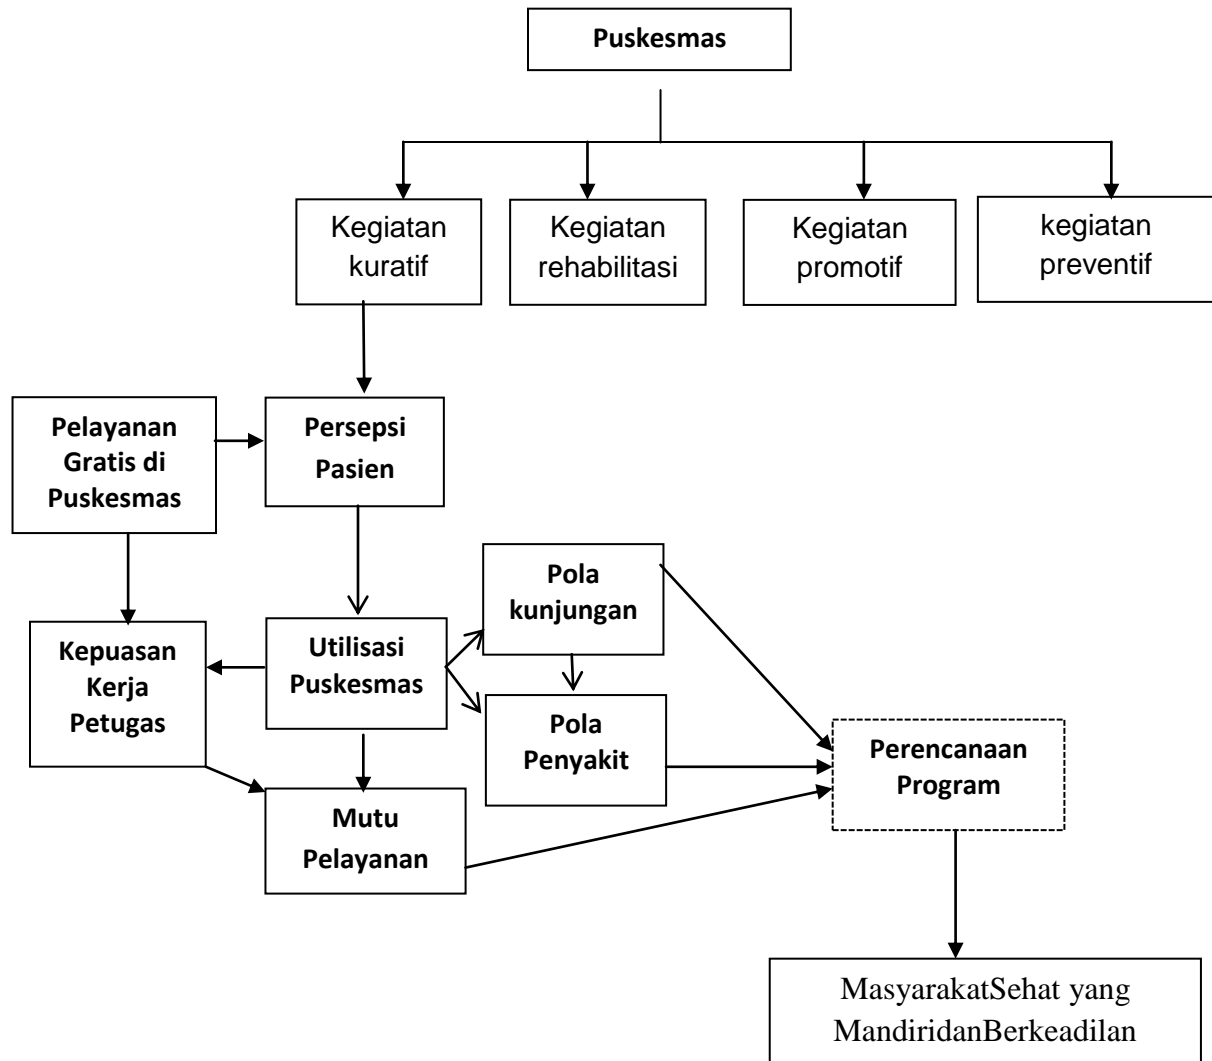 Puskesmas
Kegiatan
kuratif
Kegiatan
rehabilitasi
Kegiatan
promotif
kegiatan
preventif
Pelayanan
Gratis di
Puskesmas
Persepsi
Pasien
Pola
kunjungan
Kepuasan
Kerja
Petugas
Utilisasi
Puskesmas
Pola
Penyakit
Perencanaan
Program
Mutu
Pelayanan
MasyarakatSehat yang
MandiridanBerkeadilan